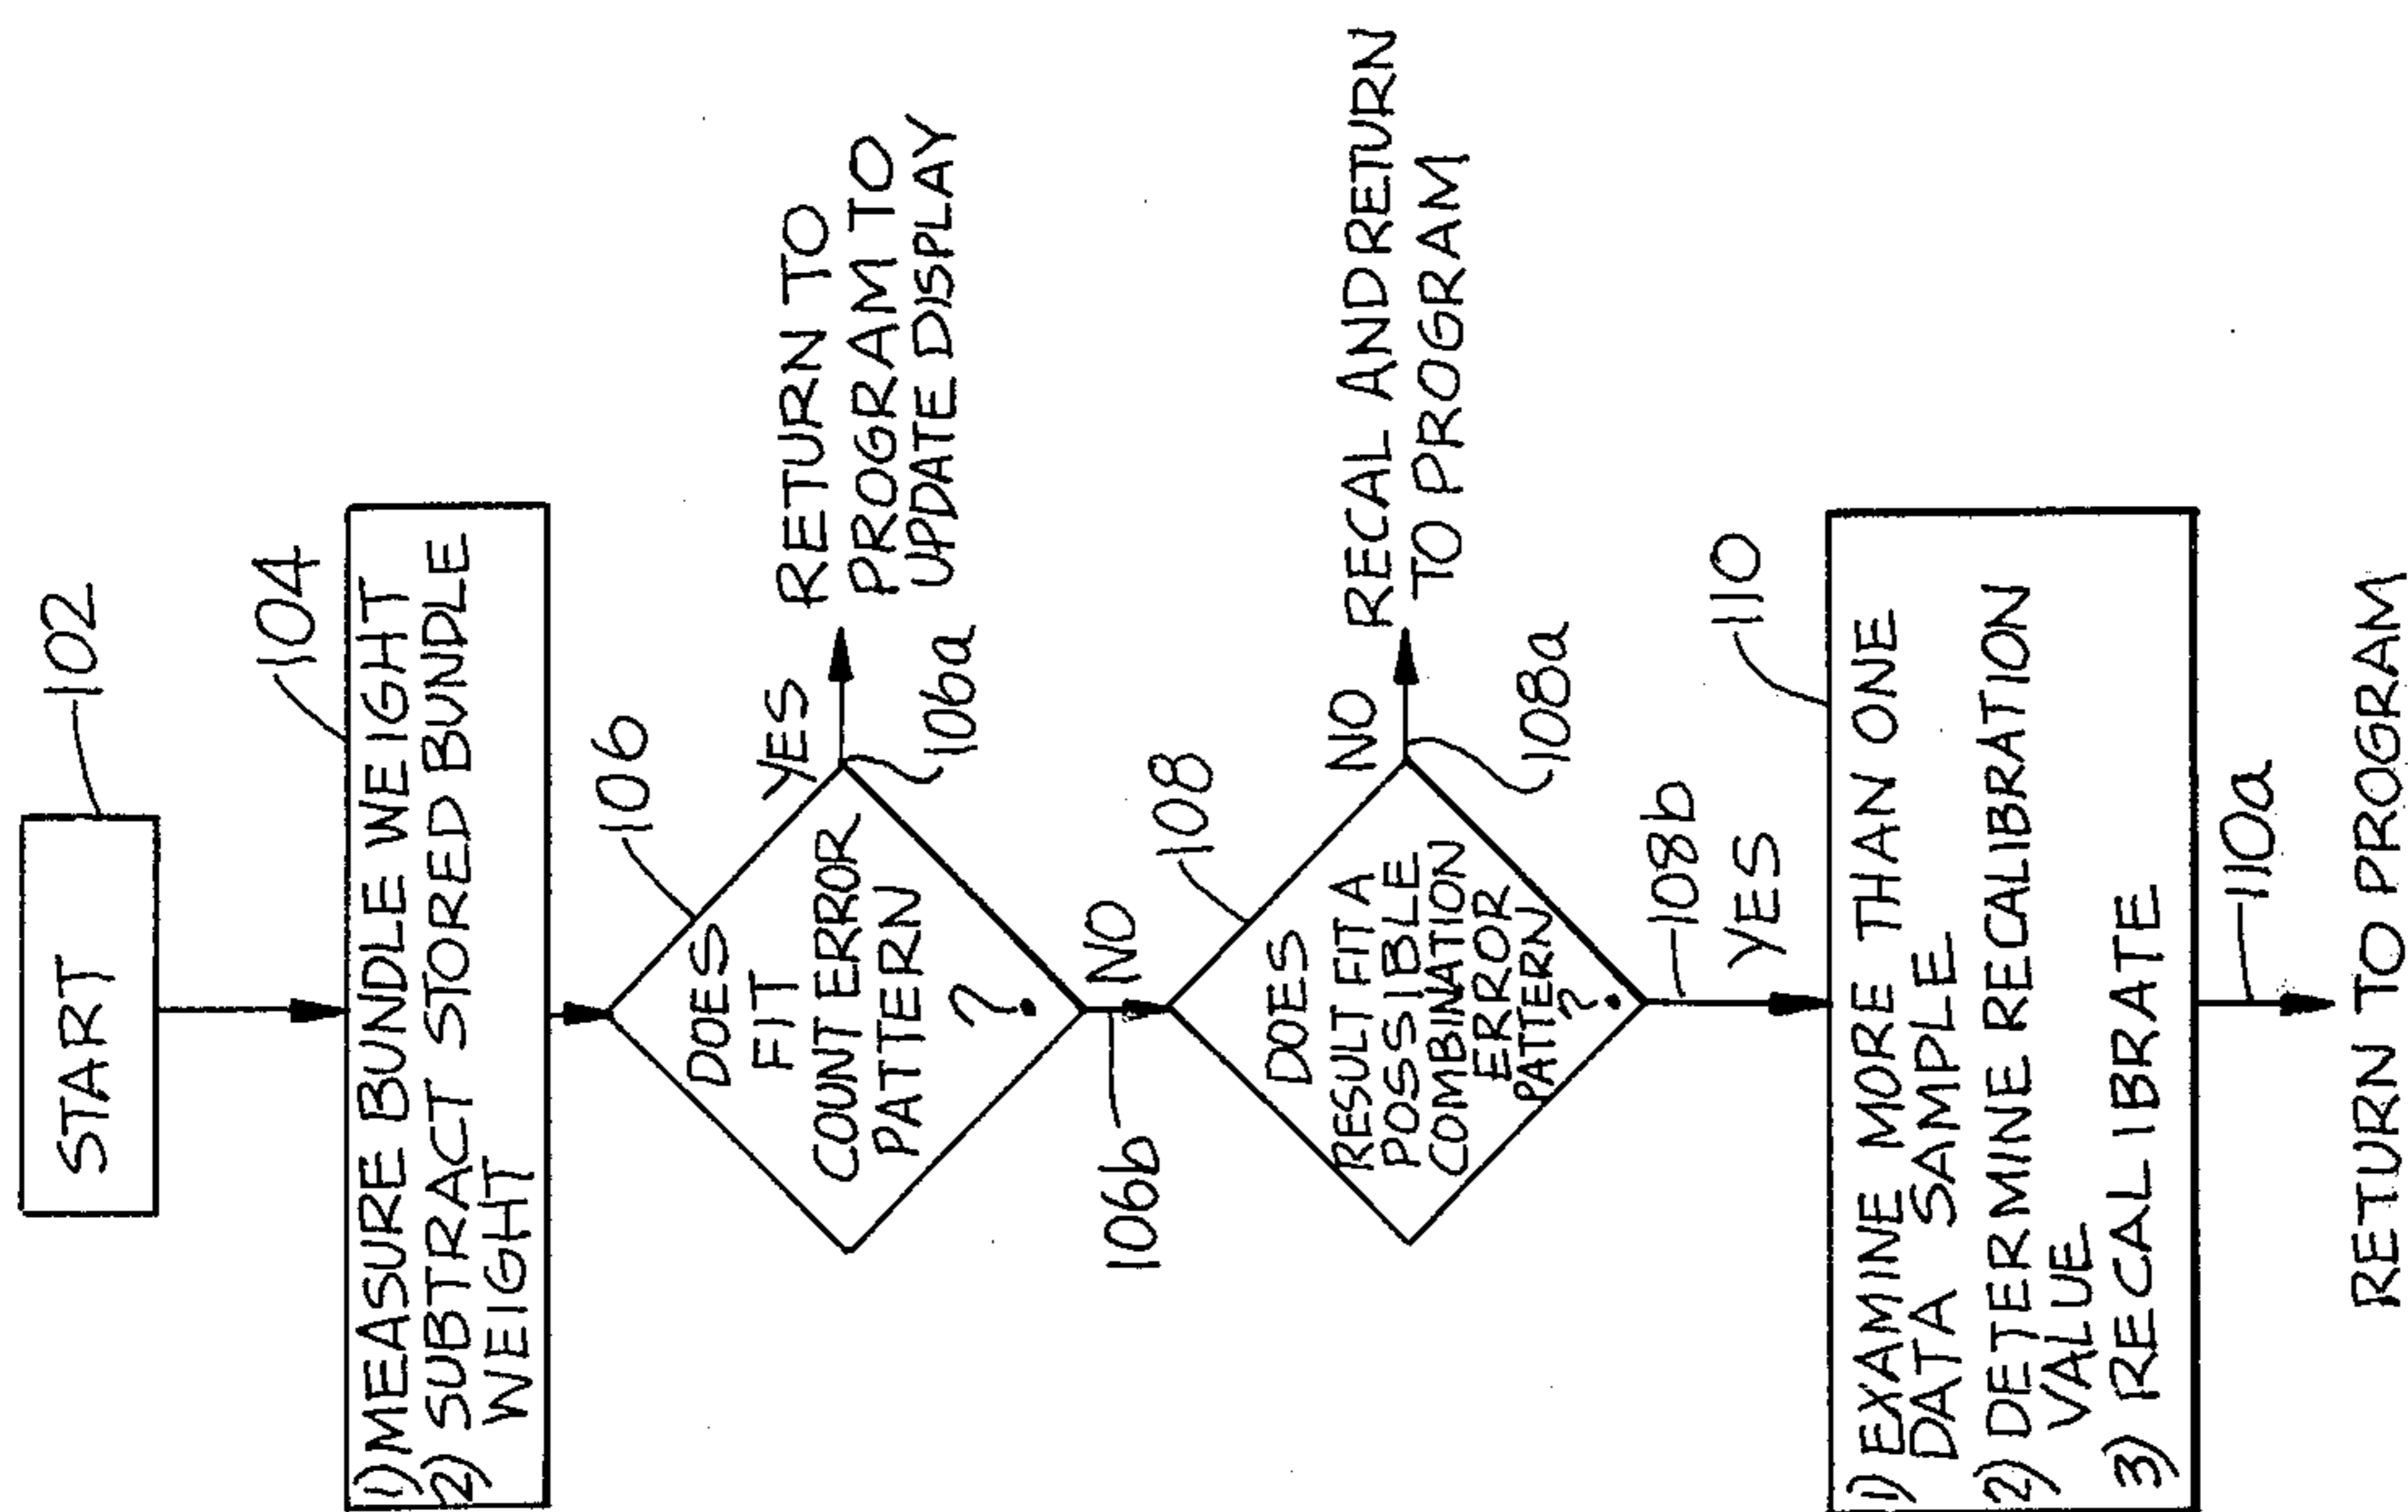 START
102
104
1) MEASURE BUNDLE WEIGHT
2) SUBTRACT STORED BUNDLE
WEIGHT
106
DOES
FIT
COUNT ERROR
PATTERN
?
YES
106a
RETURN TO
PROGRAM TO
UPDATE DISPLAY
NO
106b
108
DOES
RESULT FIT A
POSSIBLE
COMBINATION
ERROR
PATTERN
?
NO
108a
RECAL AND RETURN
TO PROGRAM
108b
YES
110
1) EXAMINE MORE THAN ONE
DATA SAMPLE
2) DETERMINE RECALIBRATION
VALUE
3) RECALIBRATE
110a
RETURN TO PROGRAM